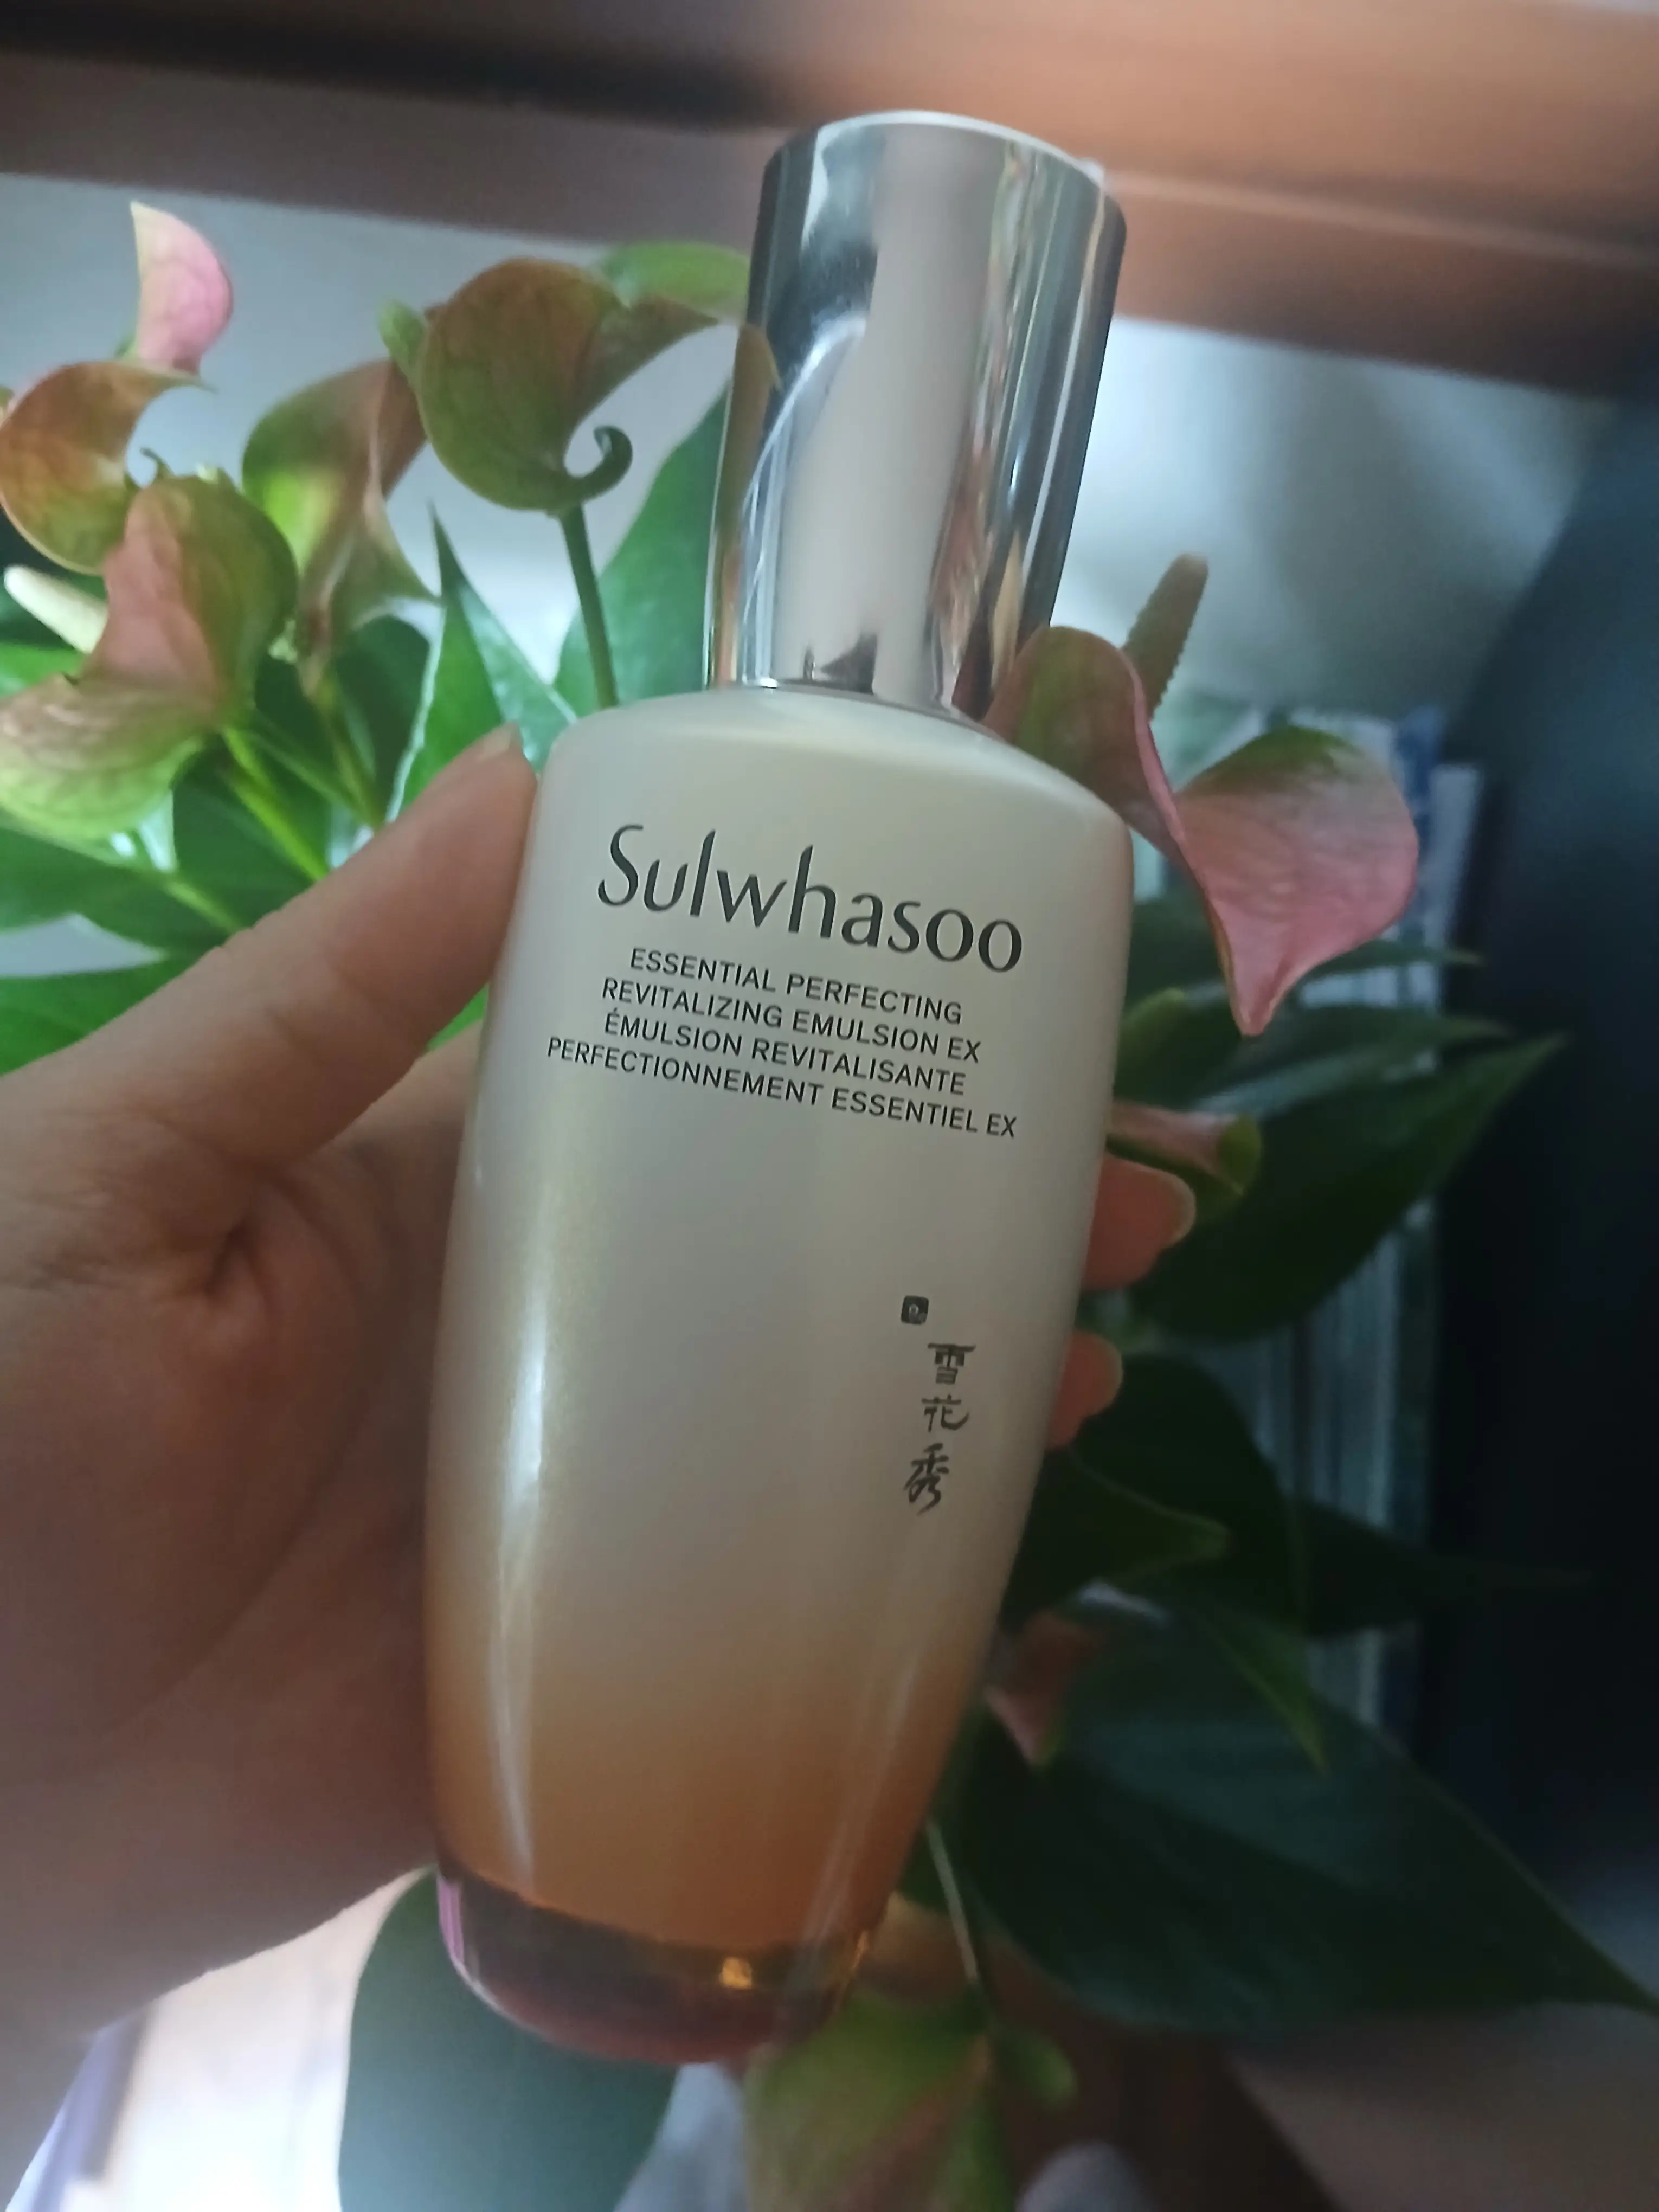 Sulwhasoo
ESSENTIAL PERFECTING
REVITALIZING EMULSION EX
ÉMULSION REVITALISANTE
PERFECTIONNEMENT ESSENTIEL EX
雪花秀